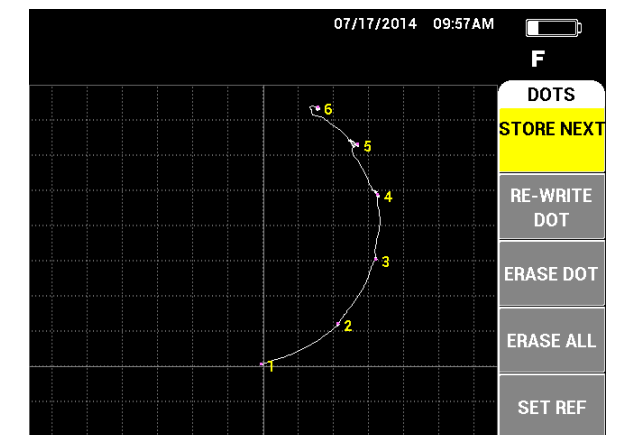 07/17/2014 09:57AM
F
DOTS
STORE NEXT
RE-WRITE
DOT
ERASE DOT
ERASE ALL
SET REF
6
5
4
3
2
1